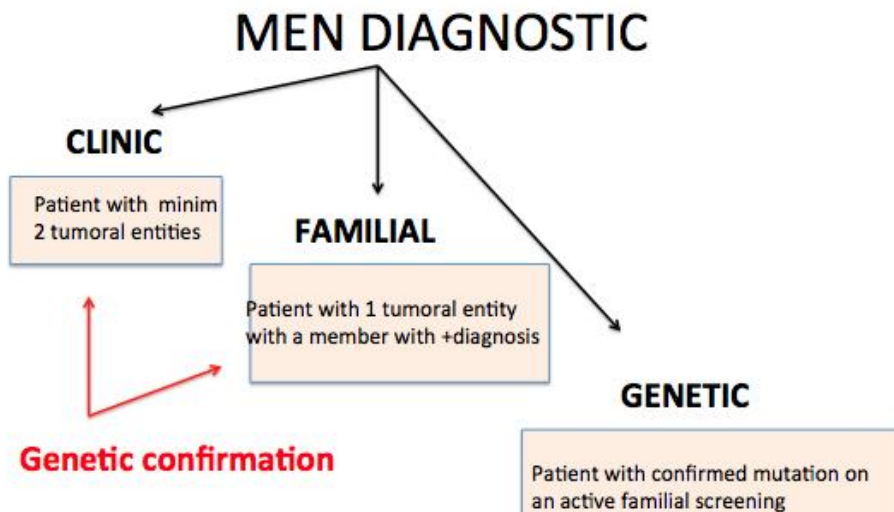 MEN DIAGNOSTIC
CLINIC
Patient with minim
2 tumoral entities
FAMILIAL
Patient with 1 tumoral entity
with a member with +diagnosis
GENETIC
Genetic confirmation
Patient with confirmed mutation on
an active familial screening